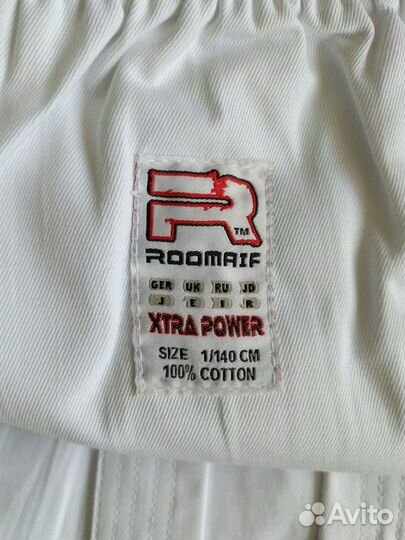 R
TM
ROOMAIF
GER UK RU JD
J E I R
XTRA POWER
SIZE 1/140 CM
100% COTTON
Avito